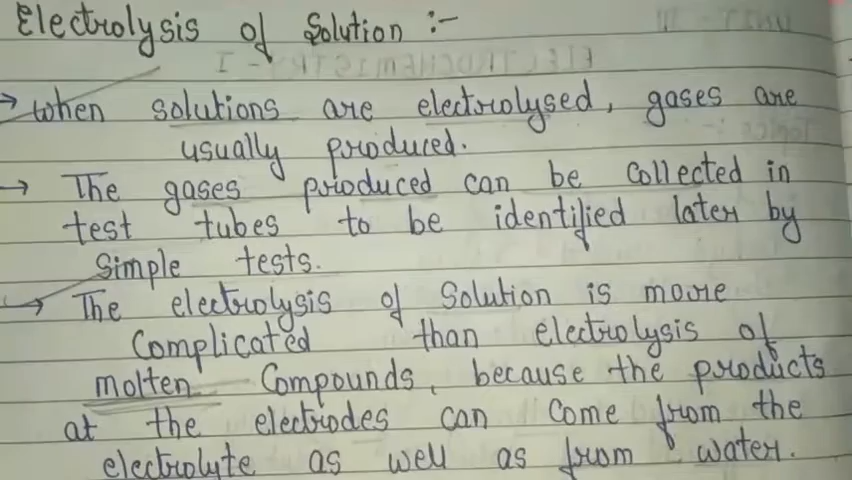 Electrolysis of Solution :-
→ When solutions are electrolysed, gases are
usually produced.
→ The gases produced can be collected in
test tubes to be identified later by
Simple tests.
→ The electrolysis of Solution is more
Complicated than electrolysis of
molten Compounds, because the products
at the electrodes can Come from the
electrolyte as well as from water.